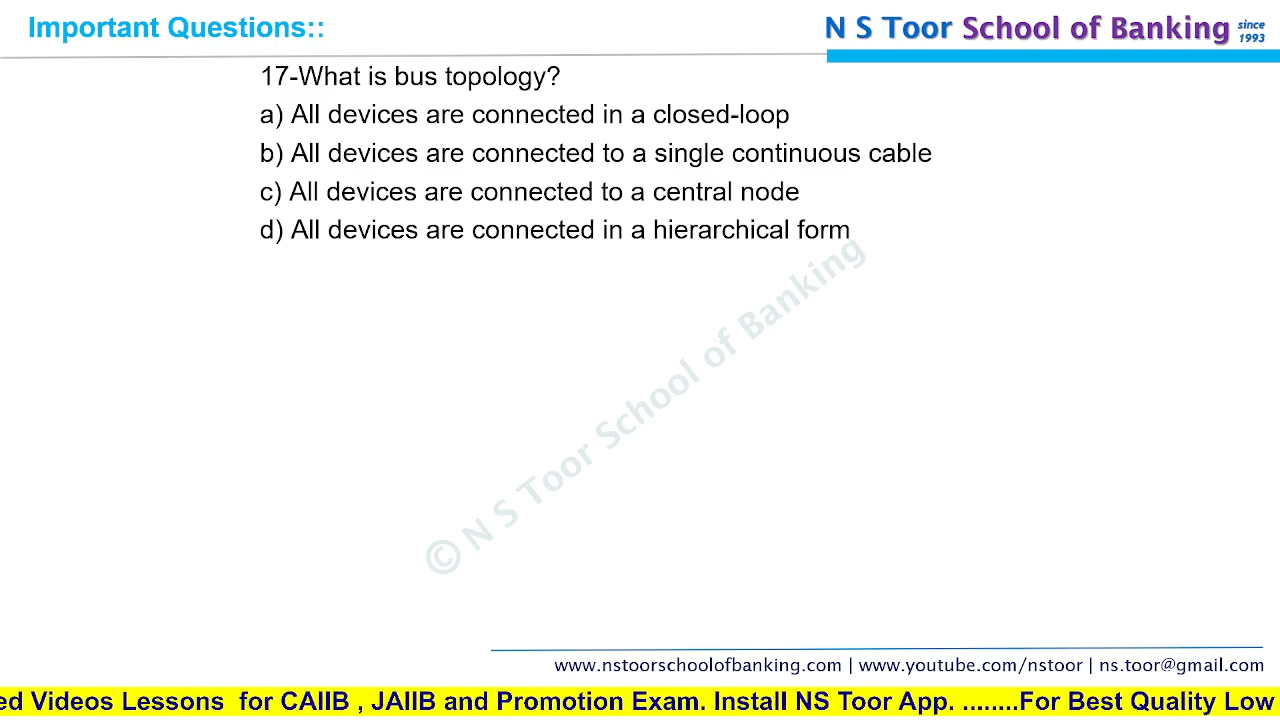 Important Questions::
N S Toor School of Banking since 1993
17-What is bus topology?
a) All devices are connected in a closed-loop
b) All devices are connected to a single continuous cable
c) All devices are connected to a central node
d) All devices are connected in a hierarchical form
© N S Toor School of Banking
www.nstoorschoolofbanking.com | www.youtube.com/nstoor | ns.toor@gmail.com
ed Videos Lessons for CAIIB , JAIIB and Promotion Exam. Install NS Toor App. ........For Best Quality Low